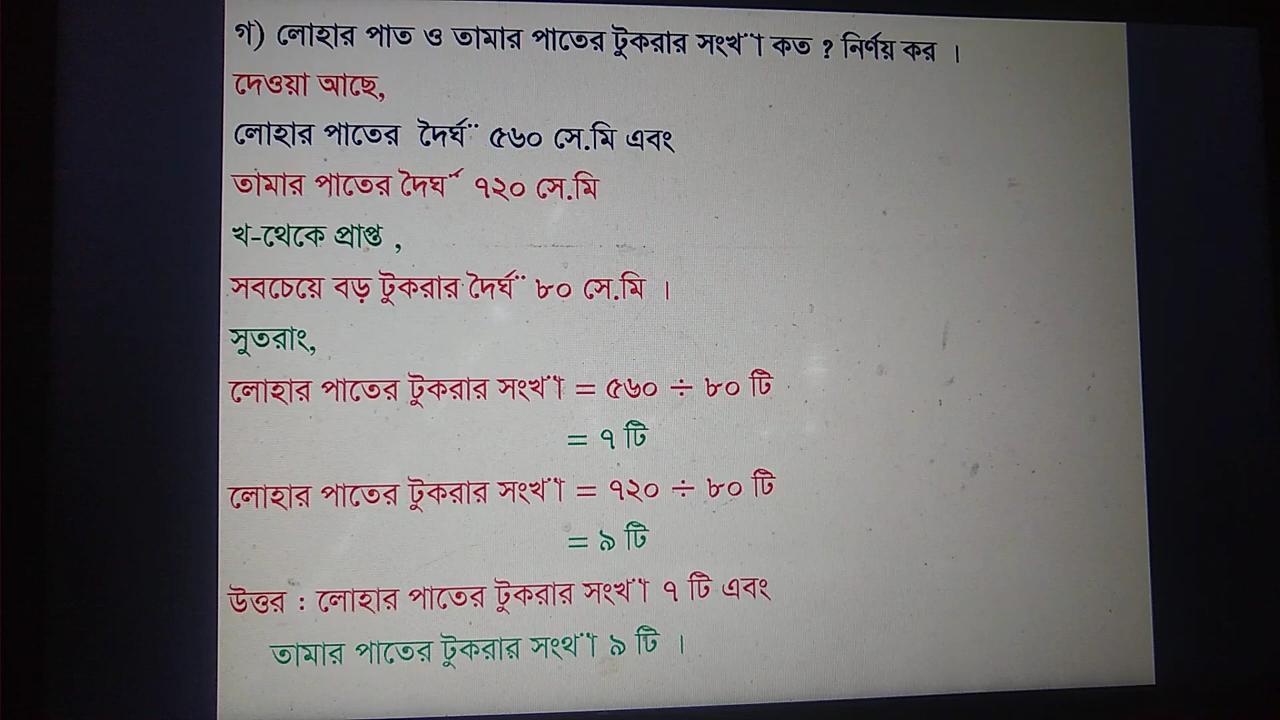 গ) লোহার পাত ও তামার পাতের টুকরার সংখ্যা কত ? নির্ণয় কর ।
দেওয়া আছে,
লোহার পাতের দৈর্ঘ্য ৫৬০ সে.মি এবং
তামার পাতের দৈর্ঘ্য ৭২০ সে.মি
খ-থেকে প্রাপ্ত ,
সবচেয়ে বড় টুকরার দৈর্ঘ্য ৮০ সে.মি ।
সুতরাং,
লোহার পাতের টুকরার সংখ্যা = ৫৬০ ÷ ৮০ টি
= ৭ টি
লোহার পাতের টুকরার সংখ্যা = ৭২০ ÷ ৮০ টি
= ৯ টি
উত্তর : লোহার পাতের টুকরার সংখ্যা ৭ টি এবং
তামার পাতের টুকরার সংখ্যা ৯ টি ।